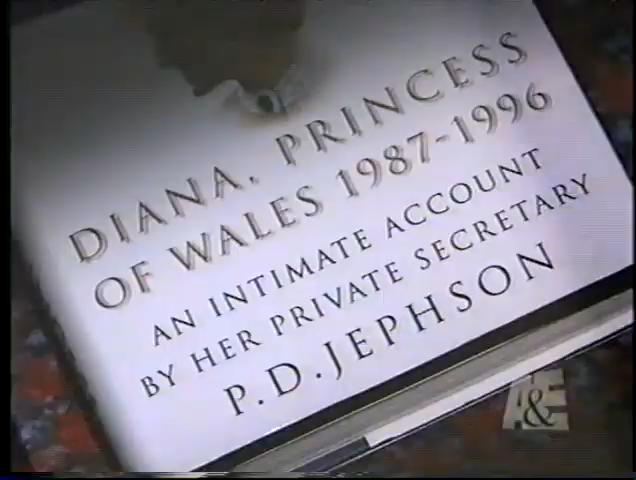 DIANA, PRINCESS
OF WALES 1987-1996
AN INTIMATE ACCOUNT
BY HER PRIVATE SECRETARY
P.D.JEPHSON
A&E